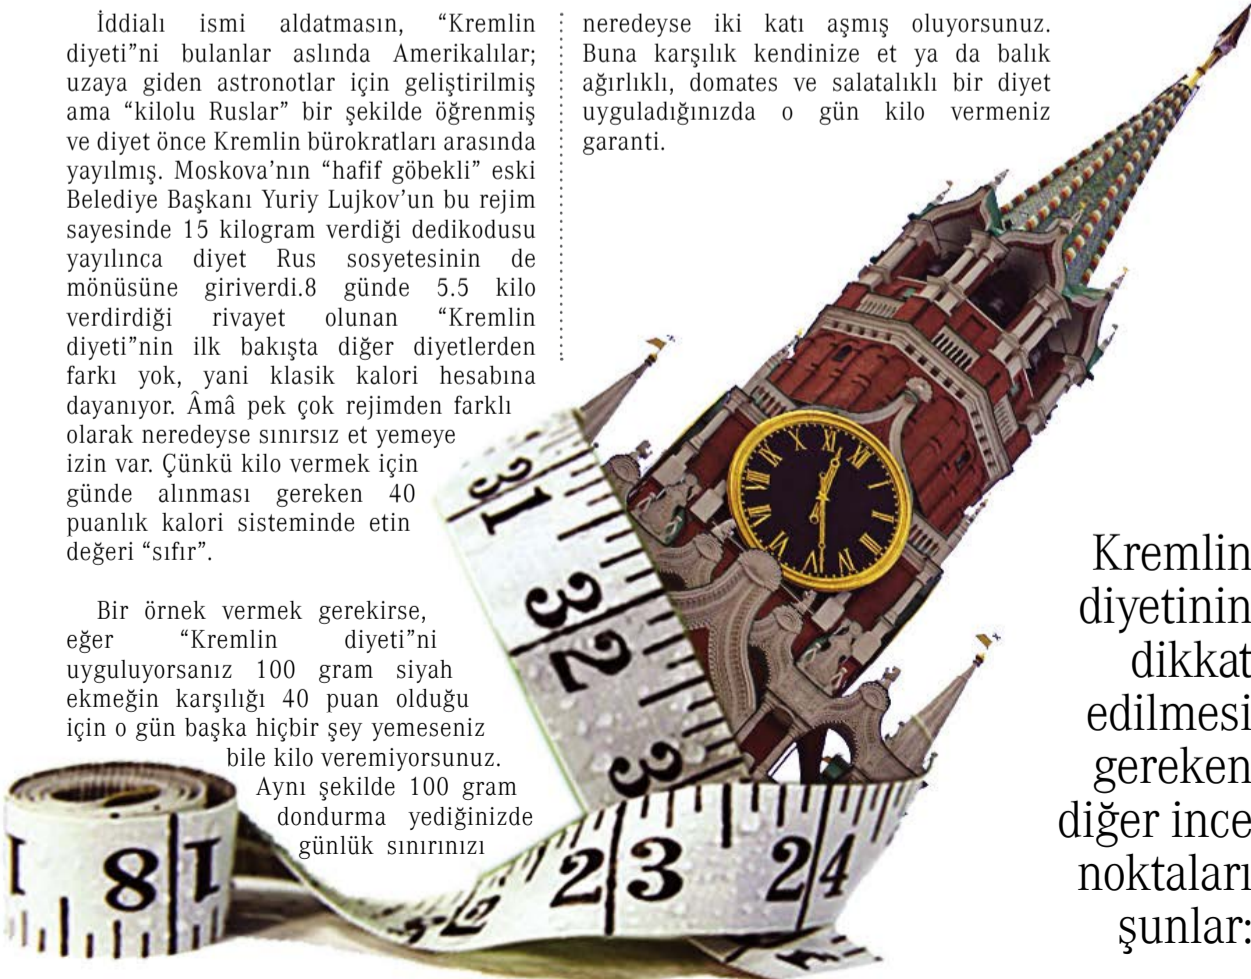 İddialı ismi aldatmasın, “Kremlin
diyeti”ni bulanlar aslında Amerikalılar;
uzaya giden astronotlar için geliştirilmiş
ama “kilolu Ruslar” bir şekilde öğrenmiş
ve diyet önce Kremlin bürokratları arasında
yayılmış. Moskova’nın “hafif göbekli” eski
Belediye Başkanı Yuriy Lujkov’un bu rejim
sayesinde 15 kilogram verdiği dedikodusu
yayılınca diyet Rus sosyetesinin de
mönüsüne giriverdi.8 günde 5.5 kilo
verdirdiği rivayet olunan “Kremlin
diyeti”nin ilk bakışta diğer diyetlerden
farkı yok, yani klasik kalori hesabına
dayanıyor. Âmâ pek çok rejimden farklı
olarak neredeyse sınırsız et yemeye
izin var. Çünkü kilo vermek için
günde alınması gereken 40
puanlık kalori sisteminde etin
değeri “sıfır”.
Bir örnek vermek gerekirse,
eğer “Kremlin diyeti”ni
uyguluyorsanız 100 gram siyah
ekmeğin karşılığı 40 puan olduğu
için o gün başka hiçbir şey yemeseniz
bile kilo veremiyorsunuz.
Aynı şekilde 100 gram
dondurma yediğinizde
günlük sınırınızı
neredeyse iki katı aşmış oluyorsunuz.
Buna karşılık kendinize et ya da balık
ağırlıklı, domates ve salatalıklı bir diyet
uyguladığınızda o gün kilo vermeniz
garanti.
Kremlin
diyetinin
dikkat
edilmesi
gereken
diğer ince
noktaları
şunlar:
31
32
3
18
1
23
24